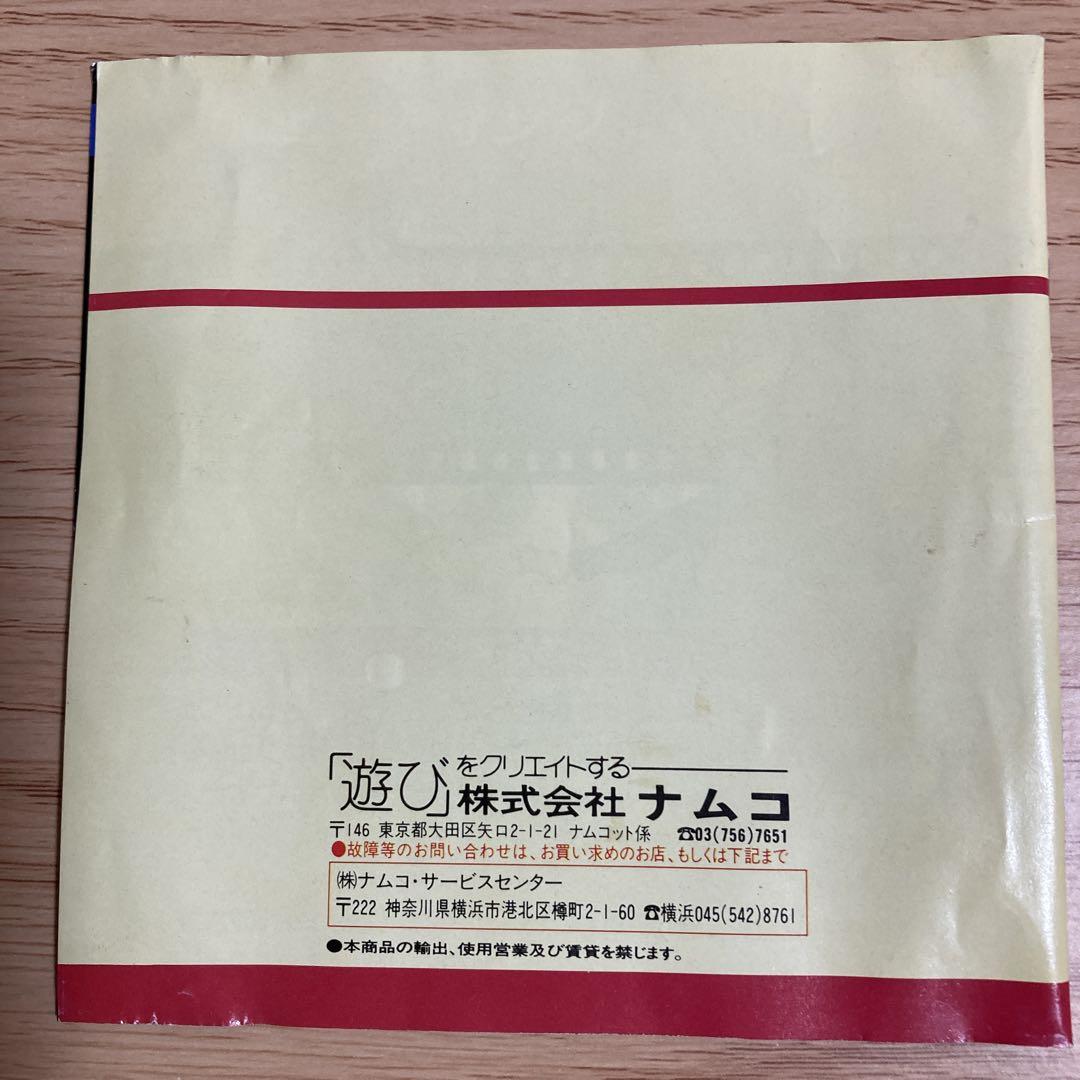 「遊び」をクリエイトする
株式会社 ナムコ
〒146 東京都大田区矢口2-1-21 ナムコット係 ☎03(756)7651
●故障等のお問い合わせは、お買い求めのお店、もしくは下記まで
㈱ナムコ・サービスセンター
〒222 神奈川県横浜市港北区樽町2-1-60 ☎横浜045(542)8761
●本商品の輸出、使用営業及び賃貸を禁じます。